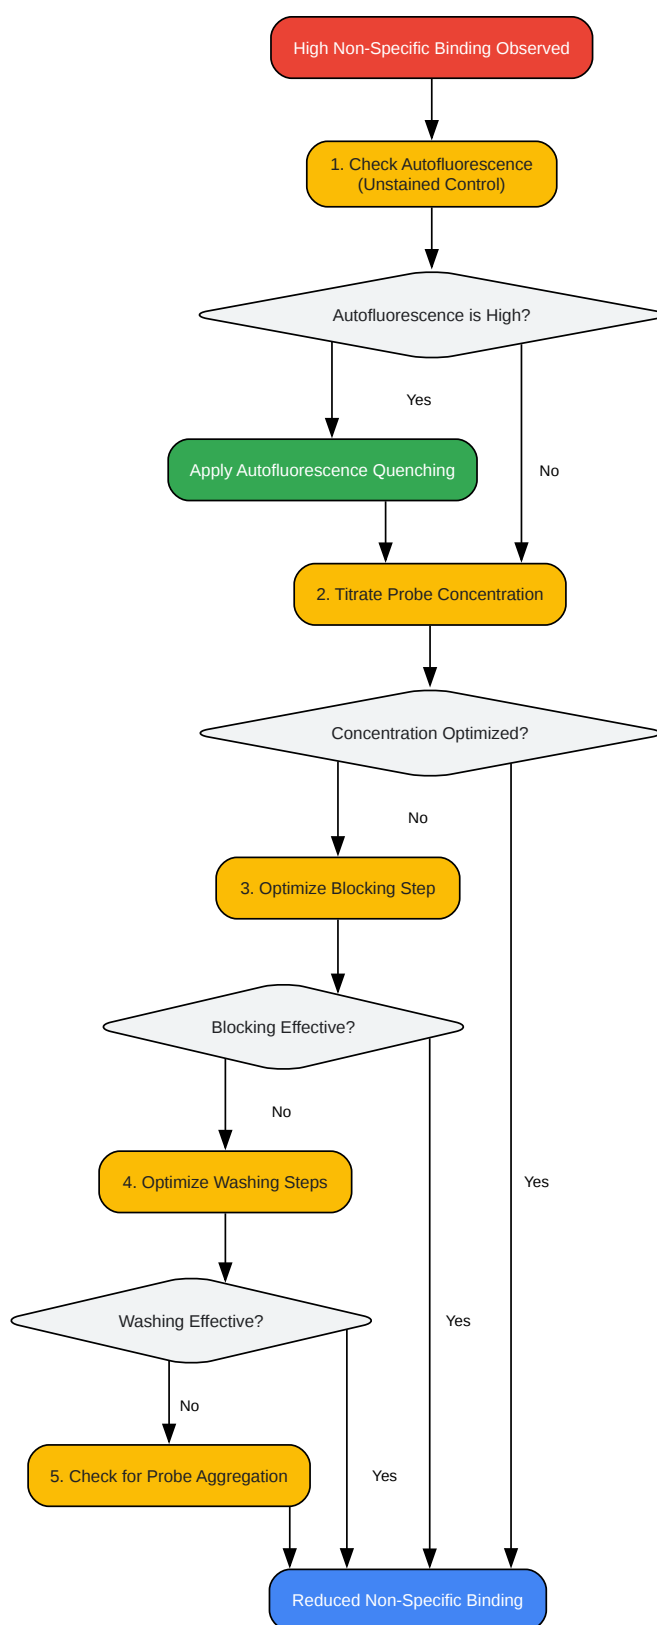 High Non-Specific Binding Observed
1. Check Autofluorescence
(Unstained Control)
Autofluorescence is High?
Yes
Apply Autofluorescence Quenching
No
2. Titrate Probe Concentration
Concentration Optimized?
No
3. Optimize Blocking Step
Blocking Effective?
No
4. Optimize Washing Steps
Yes
Washing Effective?
Yes
No
5. Check for Probe Aggregation
Yes
Reduced Non-Specific Binding